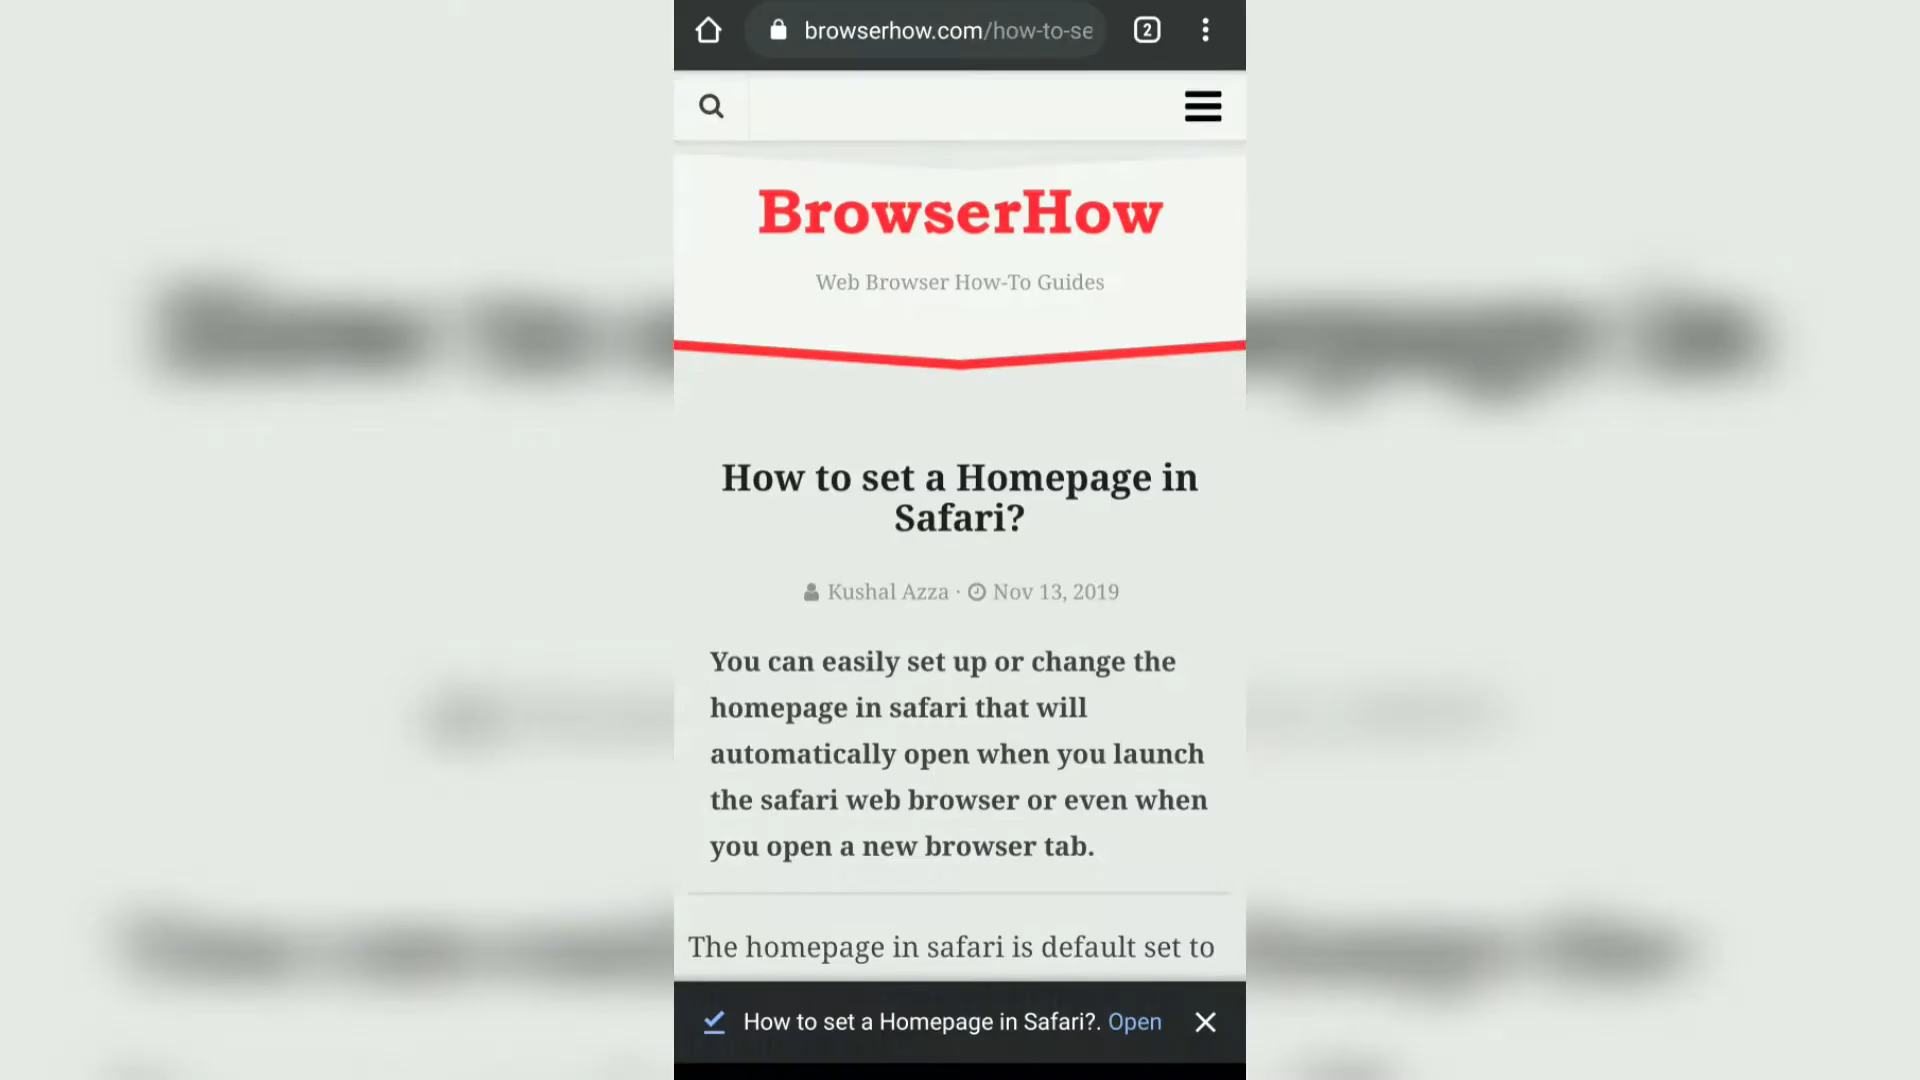 browserhow.com/how-to-se
2
BrowserHow
Web Browser How-To Guides
How to set a Homepage in
Safari?
Kushal Azza · Nov 13, 2019
You can easily set up or change the
homepage in safari that will
automatically open when you launch
the safari web browser or even when
you open a new browser tab.
The homepage in safari is default set to
How to set a Homepage in Safari?. Open